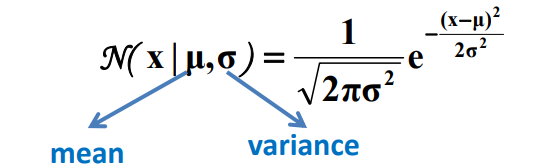 𝒩( x | μ,σ ) = 1/√(2πσ²) e^(-(x−μ)²/(2σ²))
mean variance